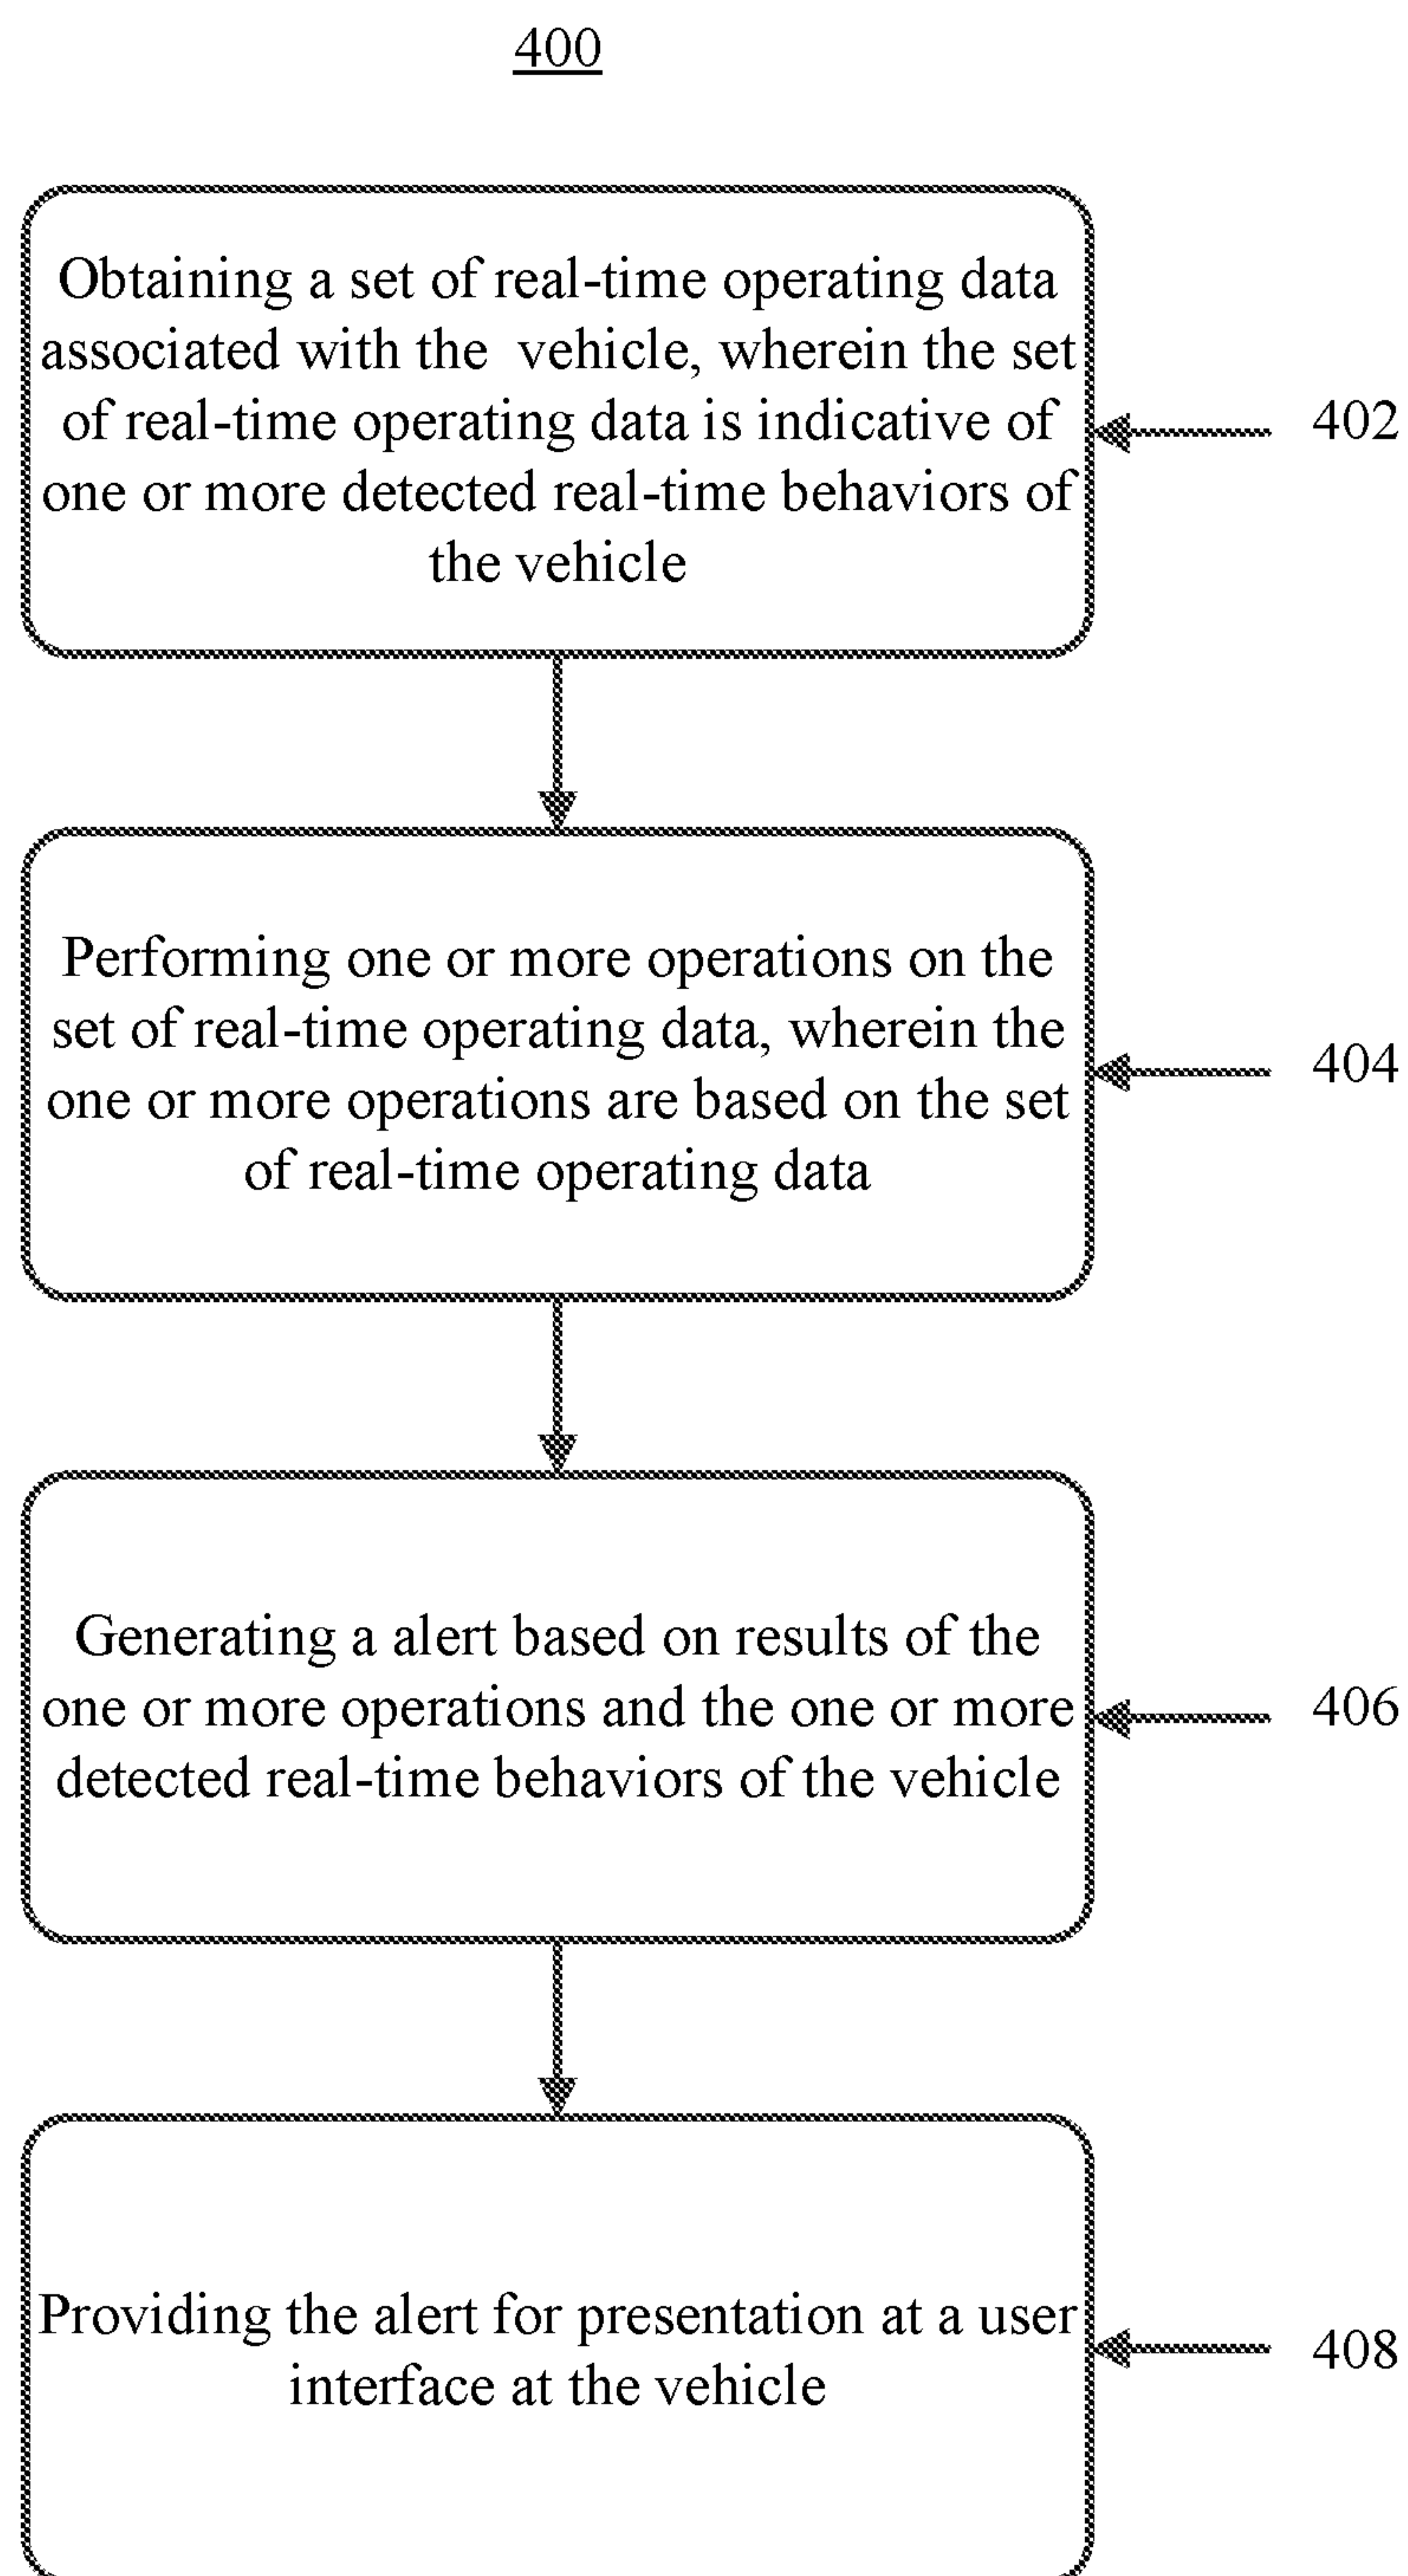 400
Obtaining a set of real-time operating data
associated with the vehicle, wherein the set
of real-time operating data is indicative of
one or more detected real-time behaviors of
the vehicle
402
Performing one or more operations on the
set of real-time operating data, wherein the
one or more operations are based on the set
of real-time operating data
404
Generating a alert based on results of the
one or more operations and the one or more
detected real-time behaviors of the vehicle
406
Providing the alert for presentation at a user
interface at the vehicle
408